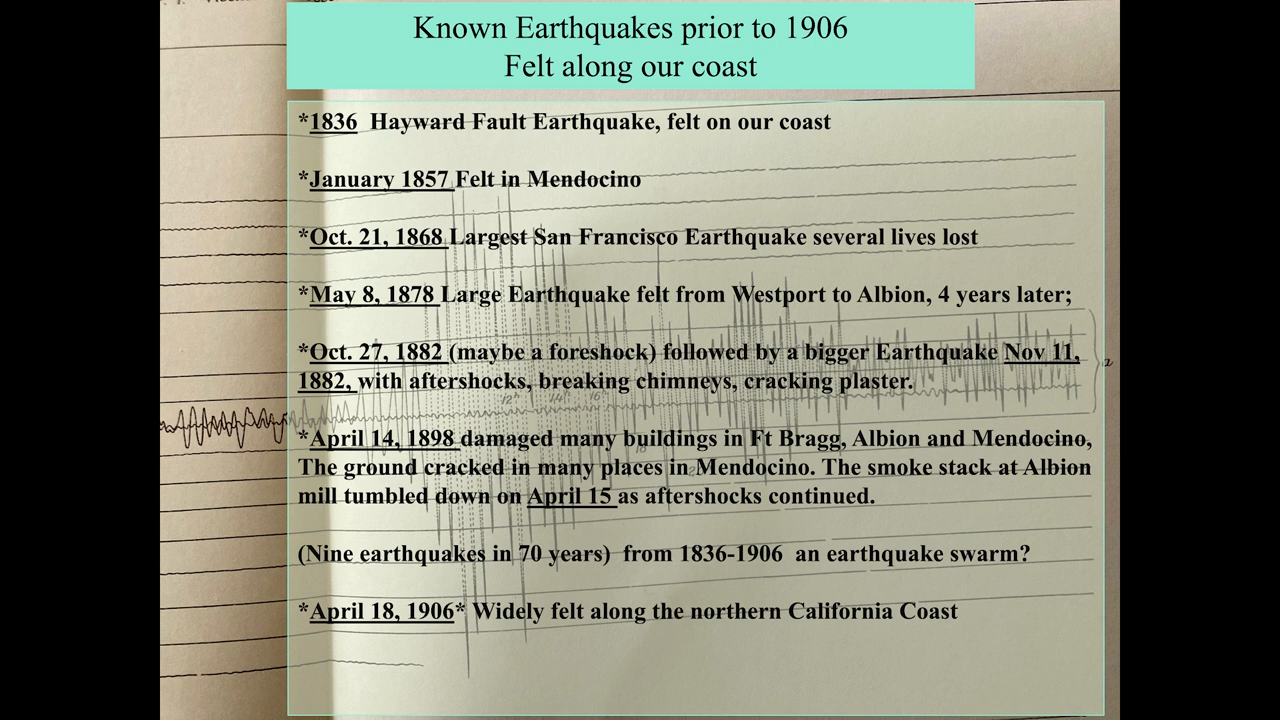 Known Earthquakes prior to 1906
Felt along our coast
*1836 Hayward Fault Earthquake, felt on our coast
*January 1857 Felt in Mendocino
*Oct. 21, 1868 Largest San Francisco Earthquake several lives lost
*May 8, 1878 Large Earthquake felt from Westport to Albion, 4 years later;
*Oct. 27, 1882 (maybe a foreshock) followed by a bigger Earthquake Nov 11,
1882, with aftershocks, breaking chimneys, cracking plaster.
12ʰ 14ʰ 16ʰ
*April 14, 1898 damaged many buildings in Ft Bragg, Albion and Mendocino,
The ground cracked in many places in Mendocino. The smoke stack at Albion
mill tumbled down on April 15 as aftershocks continued.
(Nine earthquakes in 70 years) from 1836-1906 an earthquake swarm?
*April 18, 1906* Widely felt along the northern California Coast